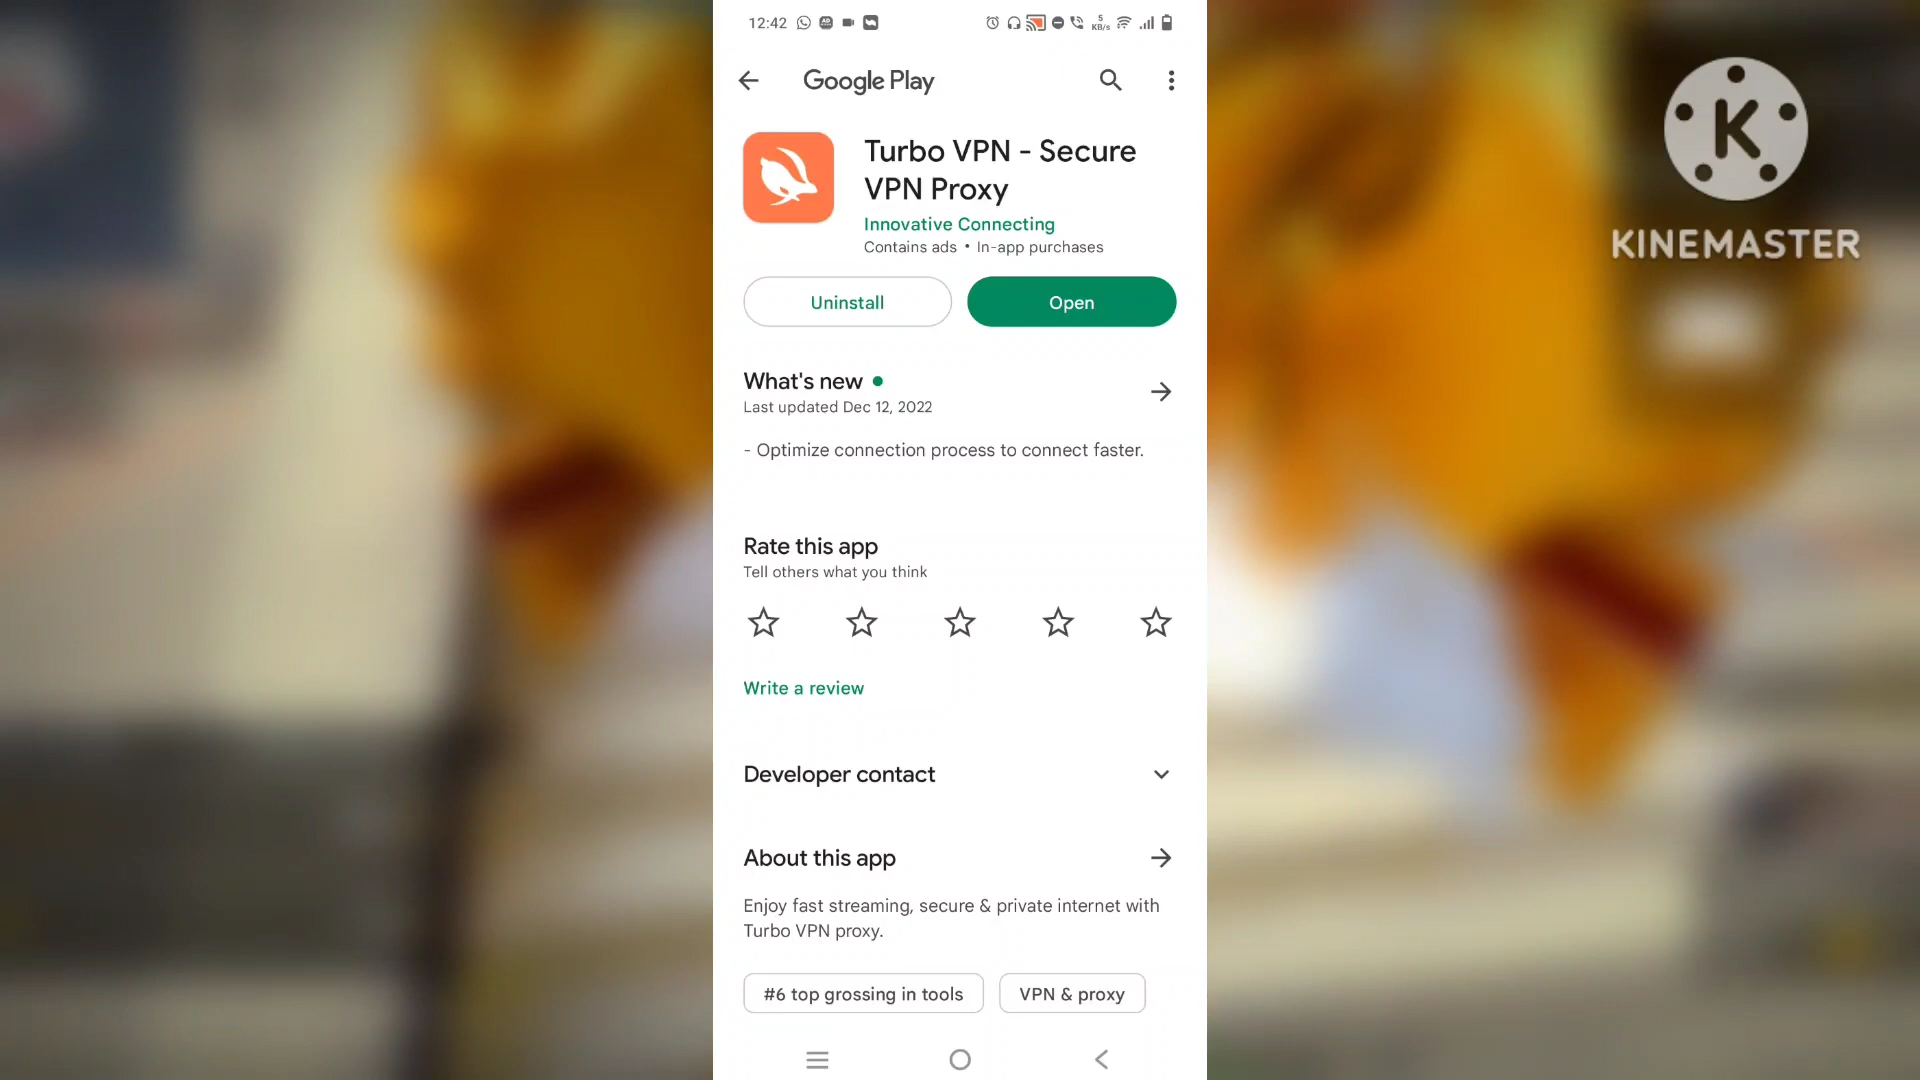 12:42
5
KB/s
Google Play
Turbo VPN - Secure
VPN Proxy
Innovative Connecting
Contains ads • In-app purchases
Uninstall
Open
What's new
Last updated Dec 12, 2022
- Optimize connection process to connect faster.
Rate this app
Tell others what you think
Write a review
Developer contact
About this app
Enjoy fast streaming, secure & private internet with
Turbo VPN proxy.
#6 top grossing in tools
VPN & proxy
K
KINEMASTER